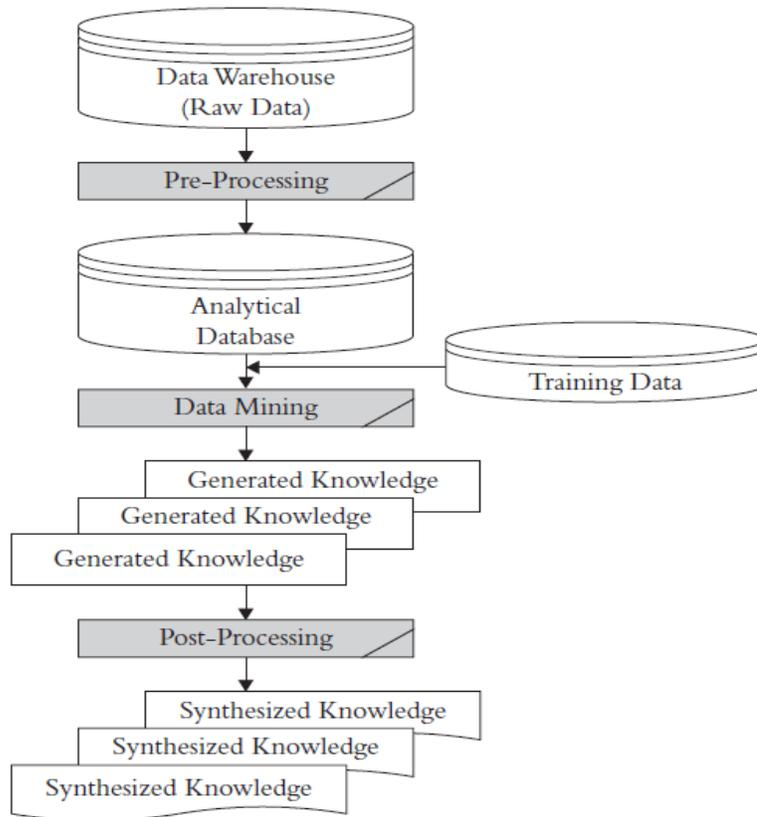 Data Warehouse
(Raw Data)
Pre-Processing
Analytical
Database
Training Data
Data Mining
Generated Knowledge
Generated Knowledge
Generated Knowledge
Post-Processing
Synthesized Knowledge
Synthesized Knowledge
Synthesized Knowledge